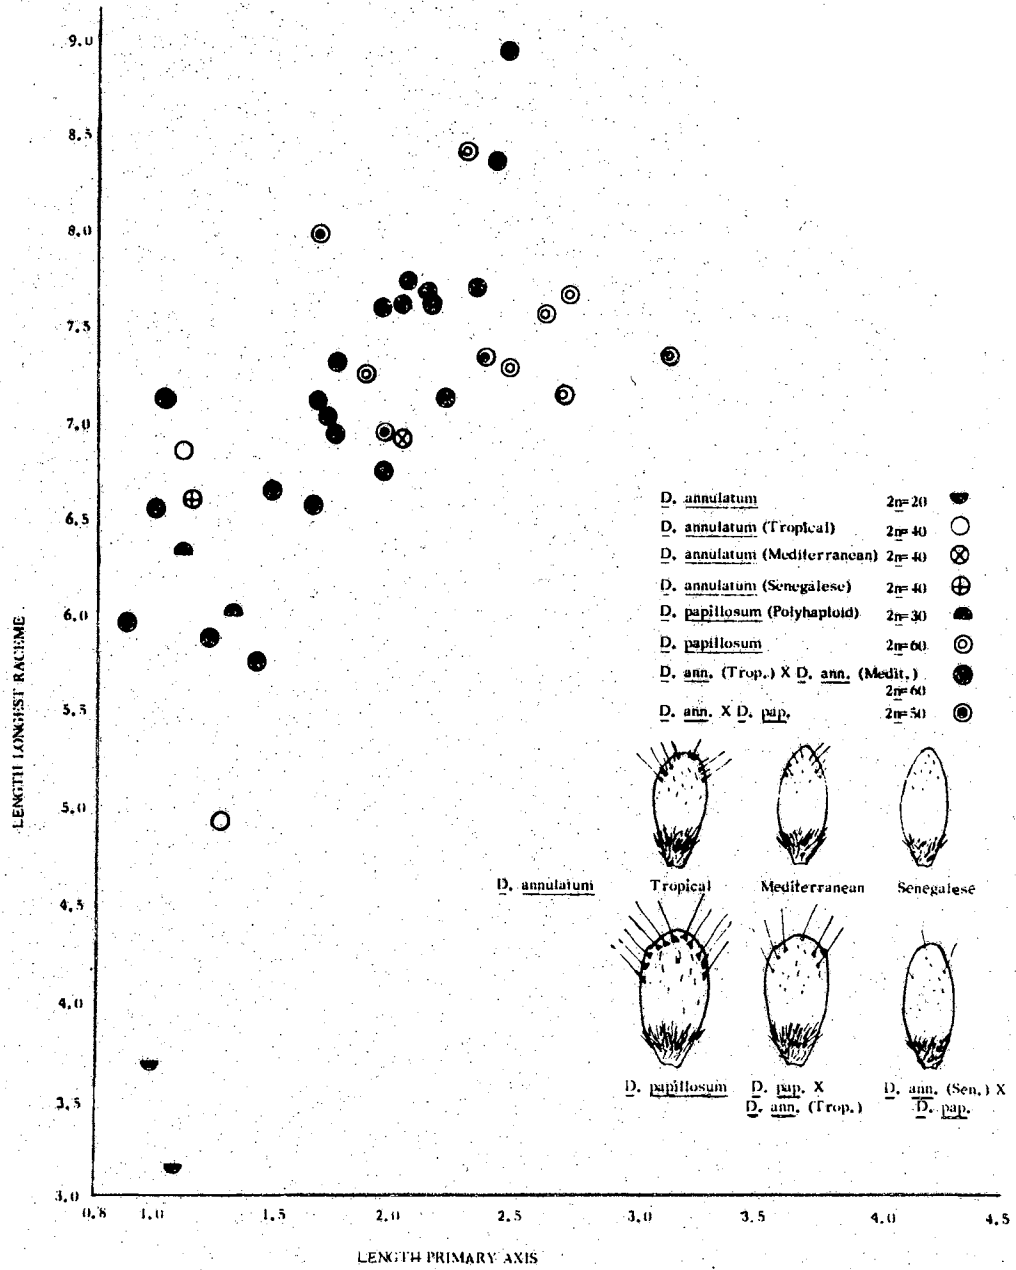 9.0
8.5
8.0
7.5
7.0
6.5
6.0
5.5
5.0
4.5
4.0
3.5
3.0
LENGTH LONGEST RACEME
0.8 1.0 1.5 2.0 2.5 3.0 3.5 4.0 4.5
LENGTH PRIMARY AXIS
D. annulatum 2n=20
D. annulatum (Tropical) 2n=40
D. annulatum (Mediterranean) 2n=40
D. annulatum (Senegalese) 2n=40
D. papillosum (Polyhaploid) 2n=30
D. papillosum 2n=60
D. ann. (Trop.) X D. ann. (Medit.)
2n=60
D. ann. X D. pap. 2n=50
D. annulatum Tropical Mediterranean Senegalese
D. papillosum
D. pap. X
D. ann. (Trop.)
D. ann. (Sen.) X
D. pap.